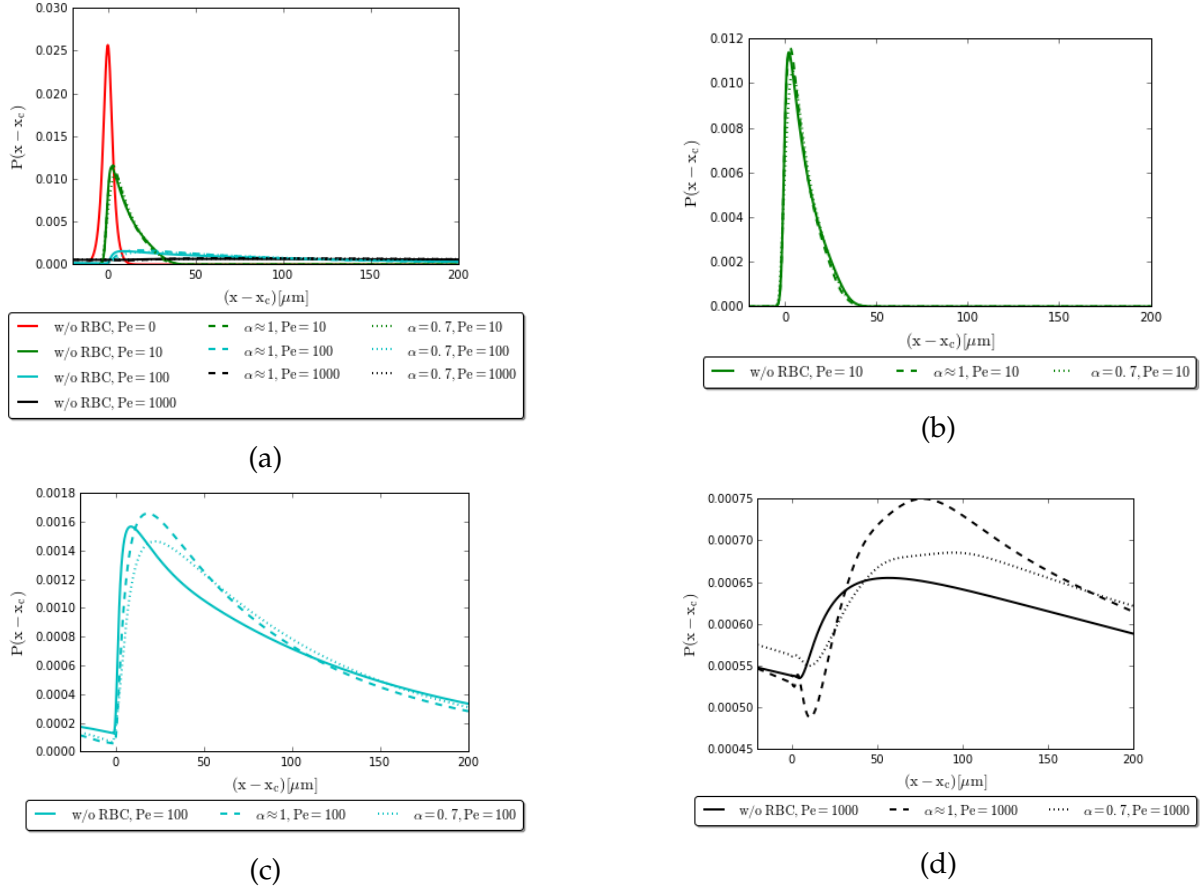 0.030
0.025
0.020
0.015
0.010
0.005
0.000
P(x − x_c)
0 50 100 150 200
(x − x_c)[μm]
w/o RBC, Pe = 0 α ≈ 1, Pe = 10 α = 0.7, Pe = 10
w/o RBC, Pe = 10 α ≈ 1, Pe = 100 α = 0.7, Pe = 100
w/o RBC, Pe = 100 α ≈ 1, Pe = 1000 α = 0.7, Pe = 1000
w/o RBC, Pe = 1000
(a)
0.012
0.010
0.008
0.006
0.004
0.002
0.000
P(x − x_c)
0 50 100 150 200
(x − x_c)[μm]
w/o RBC, Pe = 10 α ≈ 1, Pe = 10 α = 0.7, Pe = 10
(b)
0.0018
0.0016
0.0014
0.0012
0.0010
0.0008
0.0006
0.0004
0.0002
0.0000
P(x − x_c)
0 50 100 150 200
(x − x_c)[μm]
w/o RBC, Pe = 100 α ≈ 1, Pe = 100 α = 0.7, Pe = 100
(c)
0.00075
0.00070
0.00065
0.00060
0.00055
0.00050
0.00045
P(x − x_c)
0 50 100 150 200
(x − x_c)[μm]
w/o RBC, Pe = 1000 α ≈ 1, Pe = 1000 α = 0.7, Pe = 1000
(d)